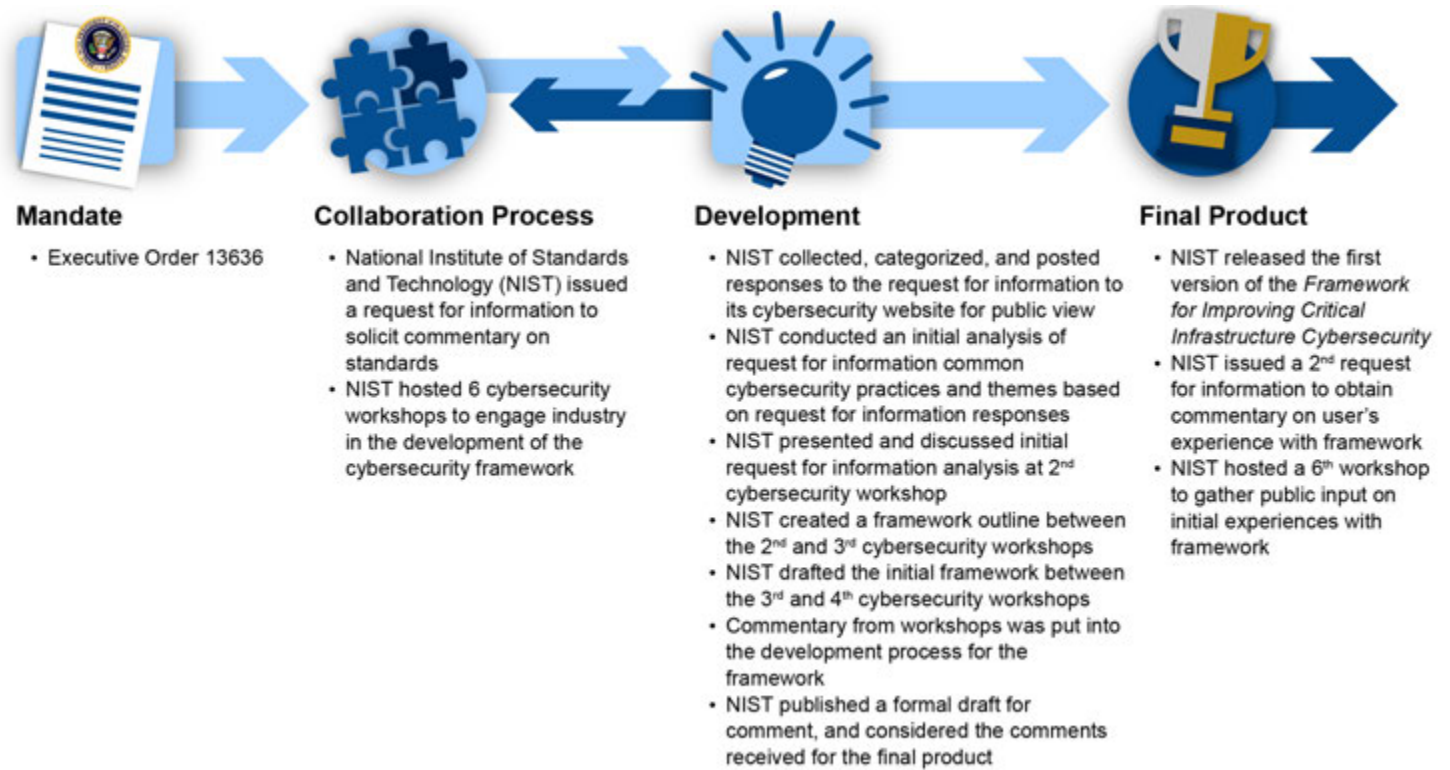 Mandate
• Executive Order 13636
Collaboration Process
• National Institute of Standards
and Technology (NIST) issued
a request for information to
solicit commentary on
standards
• NIST hosted 6 cybersecurity
workshops to engage industry
in the development of the
cybersecurity framework
Development
• NIST collected, categorized, and posted
responses to the request for information to
its cybersecurity website for public view
• NIST conducted an initial analysis of
request for information common
cybersecurity practices and themes based
on request for information responses
• NIST presented and discussed initial
request for information analysis at 2nd
cybersecurity workshop
• NIST created a framework outline between
the 2nd and 3rd cybersecurity workshops
• NIST drafted the initial framework between
the 3rd and 4th cybersecurity workshops
• Commentary from workshops was put into
the development process for the
framework
• NIST published a formal draft for
comment, and considered the comments
received for the final product
Final Product
• NIST released the first
version of the Framework
for Improving Critical
Infrastructure Cybersecurity
• NIST issued a 2nd request
for information to obtain
commentary on user's
experience with framework
• NIST hosted a 6th workshop
to gather public input on
initial experiences with
framework